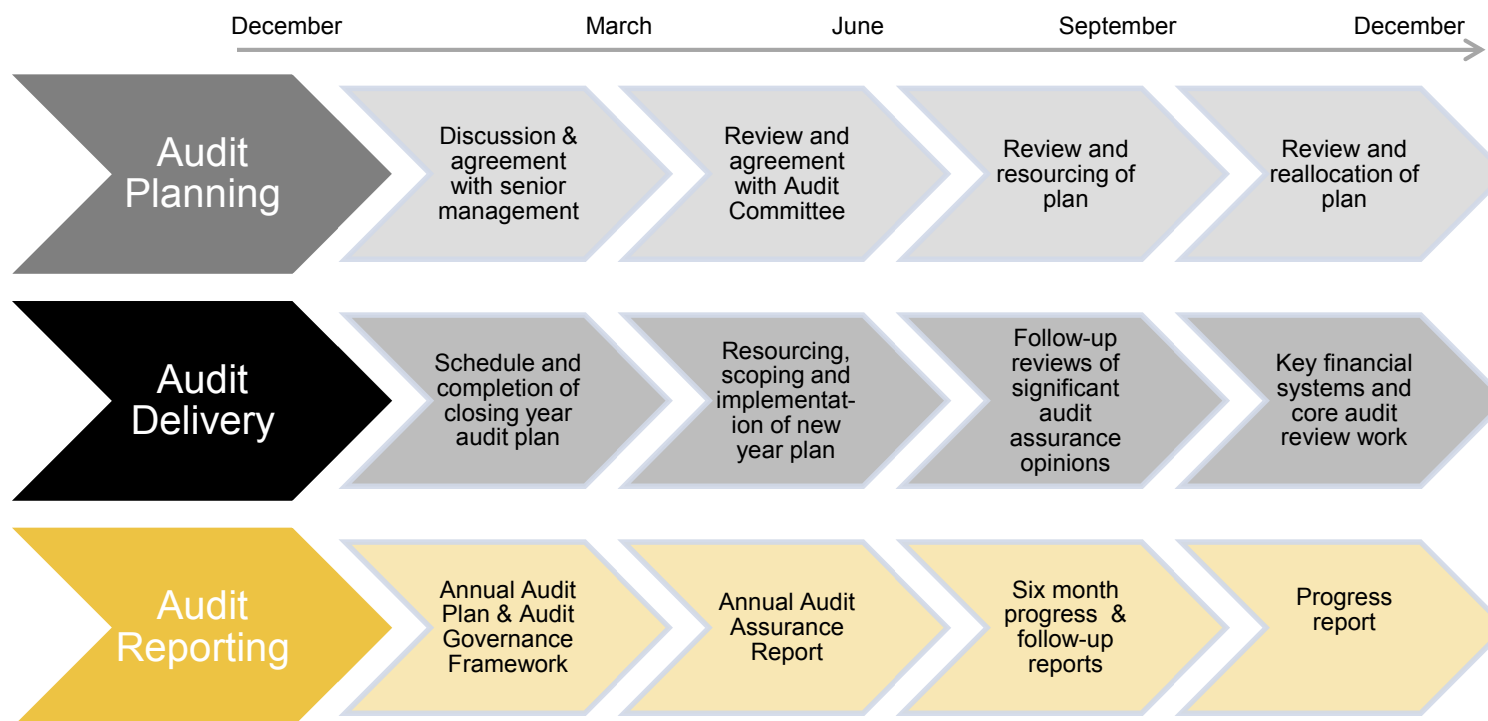 December March June September December
Audit
Planning
Discussion &
agreement
with senior
management
Review and
agreement
with Audit
Committee
Review and
resourcing of
plan
Review and
reallocation of
plan
Audit
Delivery
Schedule and
completion of
closing year
audit plan
Resourcing,
scoping and
implementat-
ion of new
year plan
Follow-up
reviews of
significant
audit
assurance
opinions
Key financial
systems and
core audit
review work
Audit
Reporting
Annual Audit
Plan & Audit
Governance
Framework
Annual Audit
Assurance
Report
Six month
progress &
follow-up
reports
Progress
report